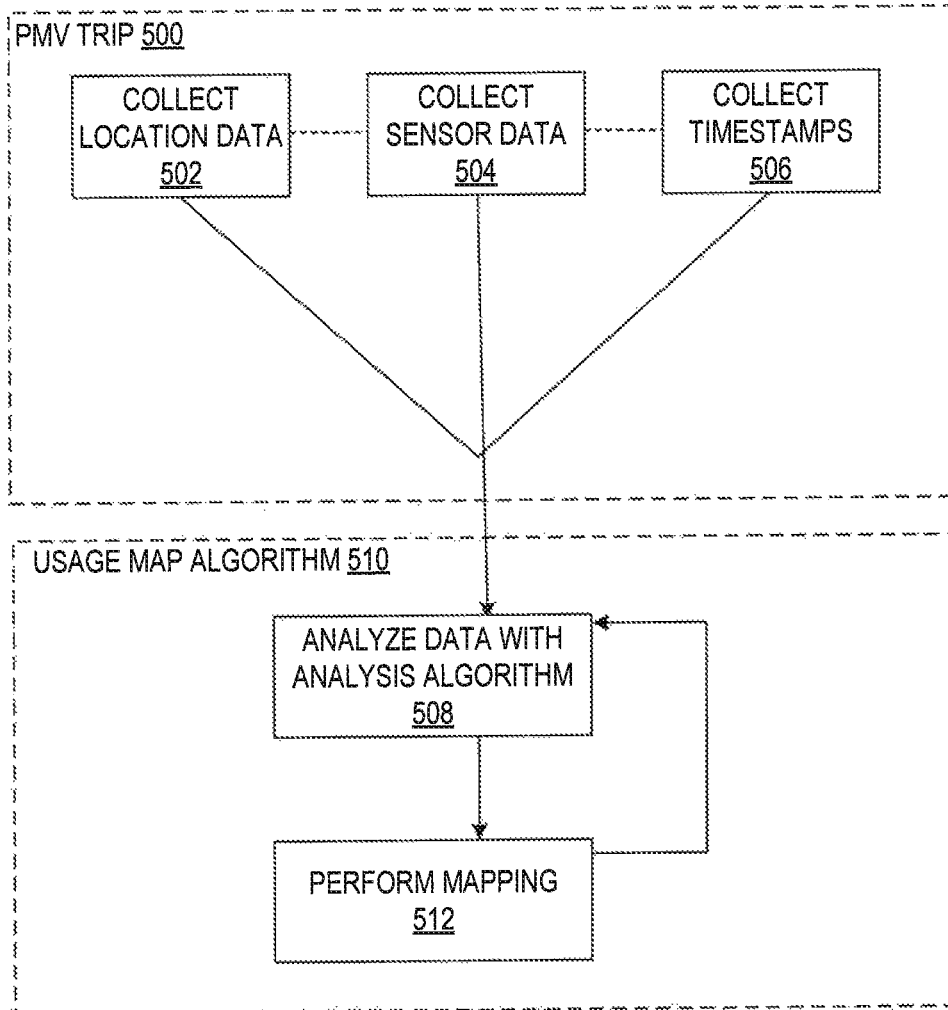 PMV TRIP 500
COLLECT
LOCATION DATA
502
COLLECT
SENSOR DATA
504
COLLECT
TIMESTAMPS
506
USAGE MAP ALGORITHM 510
ANALYZE DATA WITH
ANALYSIS ALGORITHM
508
PERFORM MAPPING
512